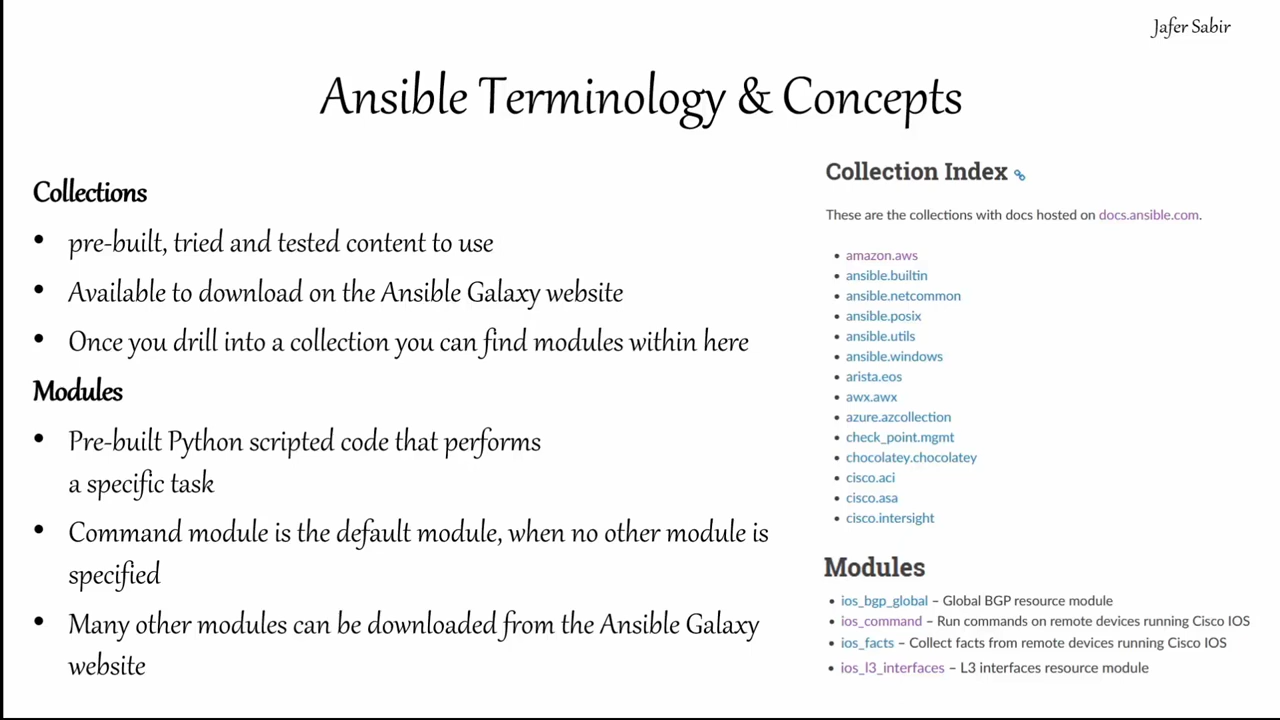 Jafer Sabir
Ansible Terminology & Concepts
Collections
• pre-built, tried and tested content to use
• Available to download on the Ansible Galaxy website
• Once you drill into a collection you can find modules within here
Modules
• Pre-built Python scripted code that performs
a specific task
• Command module is the default module, when no other module is
specified
• Many other modules can be downloaded from the Ansible Galaxy
website
Collection Index
These are the collections with docs hosted on docs.ansible.com.
• amazon.aws
• ansible.builtin
• ansible.netcommon
• ansible.posix
• ansible.utils
• ansible.windows
• arista.eos
• awx.awx
• azure.azcollection
• check_point.mgmt
• chocolatey.chocolatey
• cisco.aci
• cisco.asa
• cisco.intersight
Modules
• ios_bgp_global – Global BGP resource module
• ios_command – Run commands on remote devices running Cisco IOS
• ios_facts – Collect facts from remote devices running Cisco IOS
• ios_l3_interfaces – L3 interfaces resource module